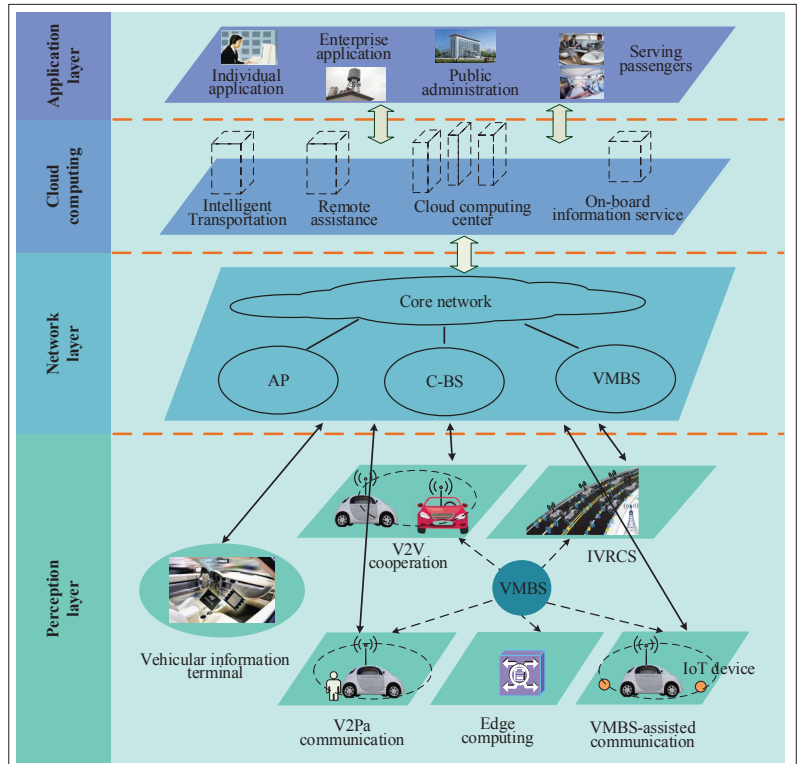 Application
layer
Individual
application
Enterprise
application
Public
administration
Serving
passengers
Cloud
computing
Intelligent
Transportation
Remote
assistance
Cloud computing
center
On-board
information service
Network
layer
Core network
AP
C-BS
VMBS
Perception
layer
V2V
cooperation
IVRCS
VMBS
Vehicular information
terminal
V2Pa
communication
Edge
computing
IoT device
VMBS-assisted
communication